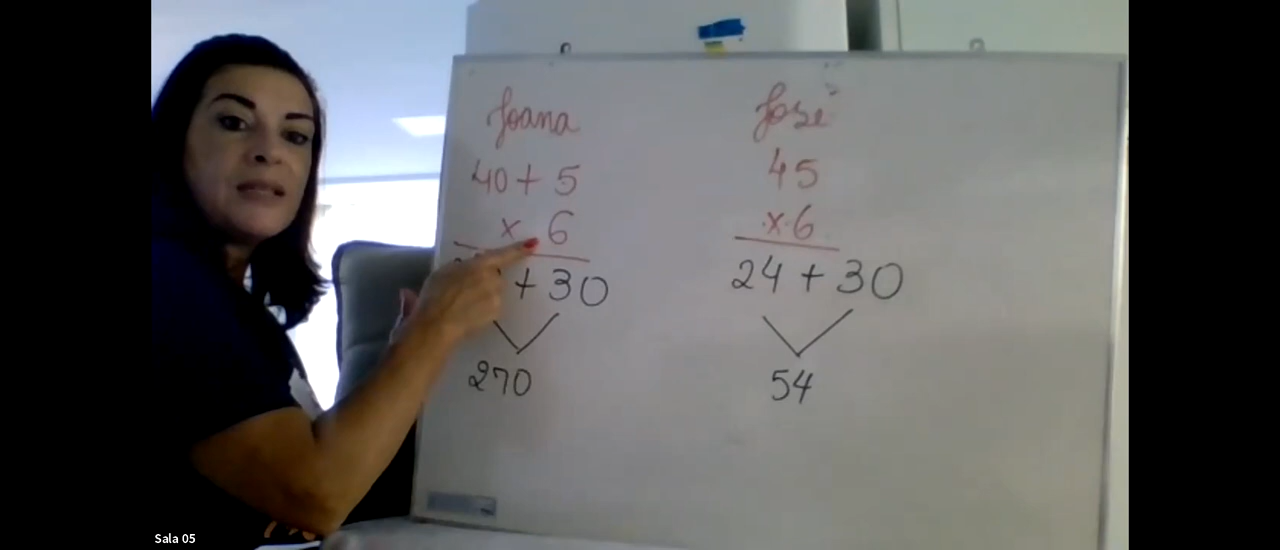 Joana
40 + 5
x 6
+ 30
270
José
45
x 6
24 + 30
54
Sala 05